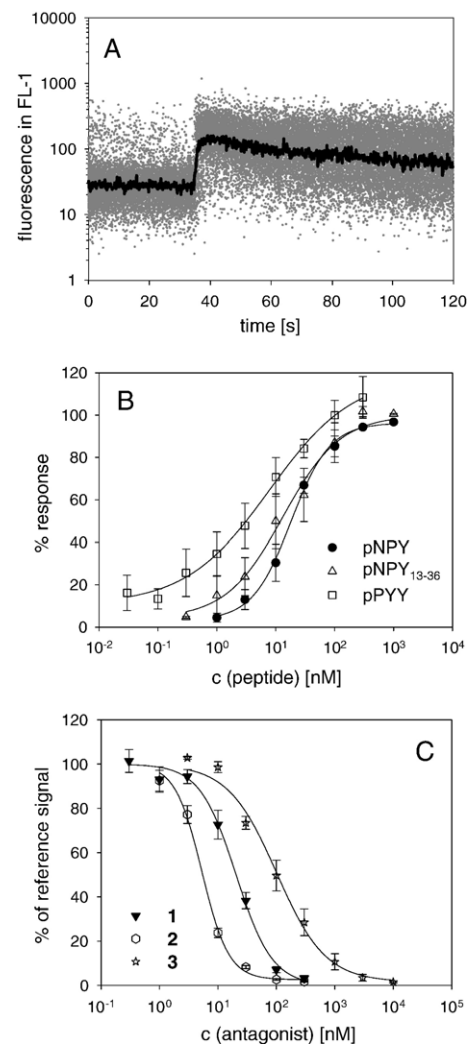 A
fluorescence in FL-1
10000
1000
100
10
1
0 20 40 60 80 100 120
time [s]
B
% response
120
100
80
60
40
20
0
pNPY
pNPY13-36
pPYY
10-2 10-1 100 101 102 103 104
c (peptide) [nM]
C
% of reference signal
120
100
80
60
40
20
0
1
2
3
10-1 100 101 102 103 104 105
c (antagonist) [nM]